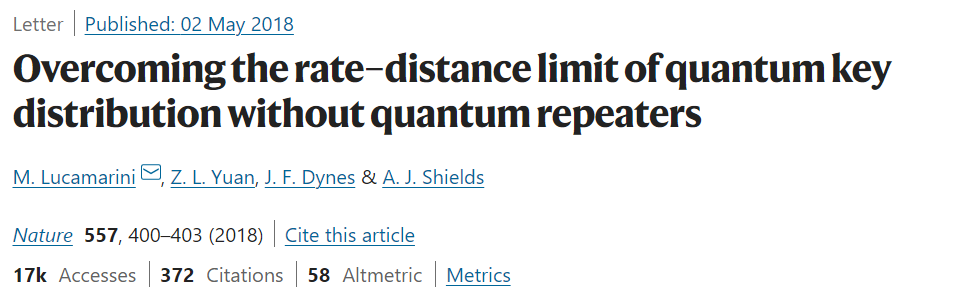 Letter | Published: 02 May 2018
Overcoming the rate–distance limit of quantum key
distribution without quantum repeaters
M. Lucamarini, Z. L. Yuan, J. F. Dynes & A. J. Shields
Nature 557, 400–403 (2018) | Cite this article
17k Accesses | 372 Citations | 58 Altmetric | Metrics